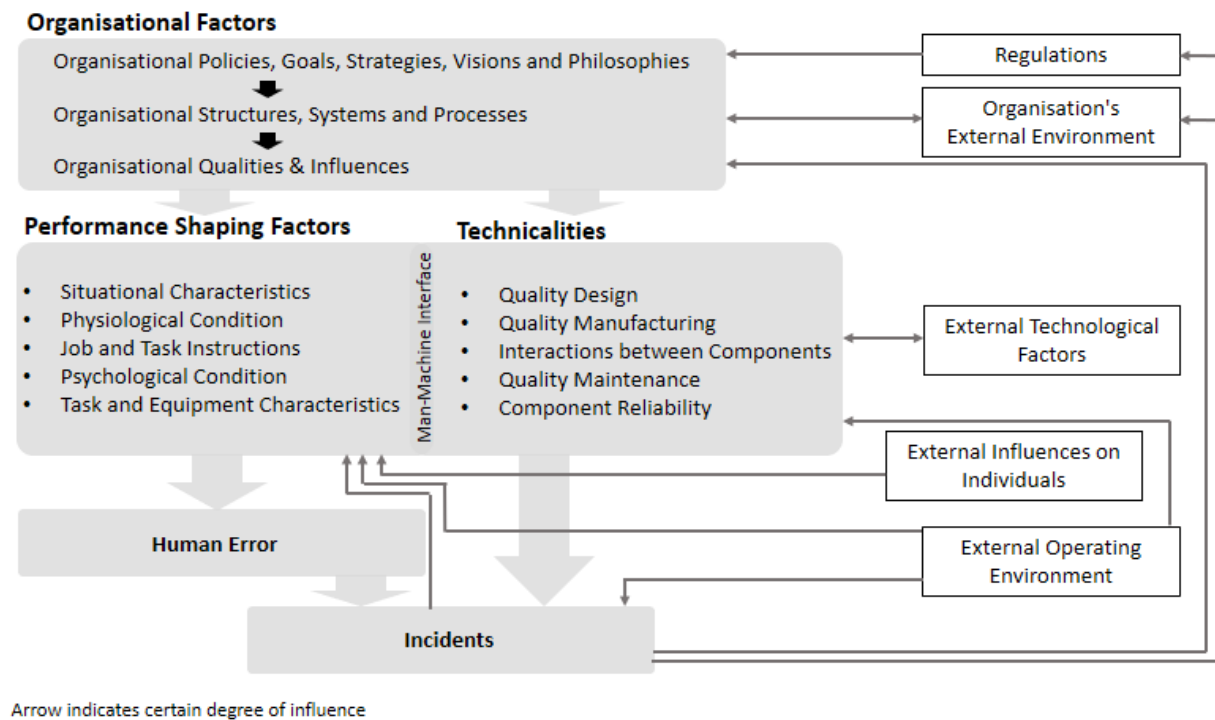 Organisational Factors
Organisational Policies, Goals, Strategies, Visions and Philosophies
Organisational Structures, Systems and Processes
Organisational Qualities & Influences
Regulations
Organisation's
External Environment
Performance Shaping Factors
Situational Characteristics
Physiological Condition
Job and Task Instructions
Psychological Condition
Task and Equipment Characteristics
Man-Machine Interface
Technicalities
Quality Design
Quality Manufacturing
Interactions between Components
Quality Maintenance
Component Reliability
External Technological
Factors
External Influences on
Individuals
External Operating
Environment
Human Error
Incidents
Arrow indicates certain degree of influence